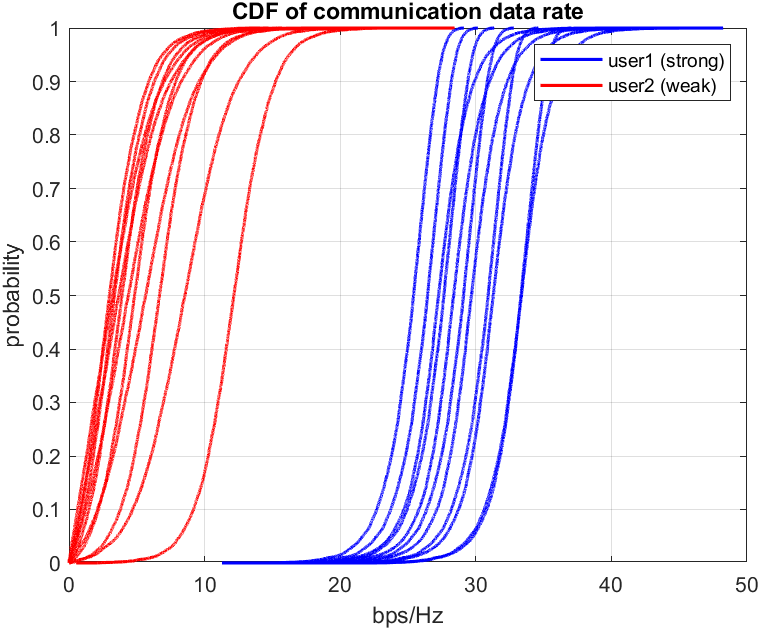 CDF of communication data rate
user1 (strong)
user2 (weak)
probability
1
0.9
0.8
0.7
0.6
0.5
0.4
0.3
0.2
0.1
0
0 10 20 30 40 50
bps/Hz